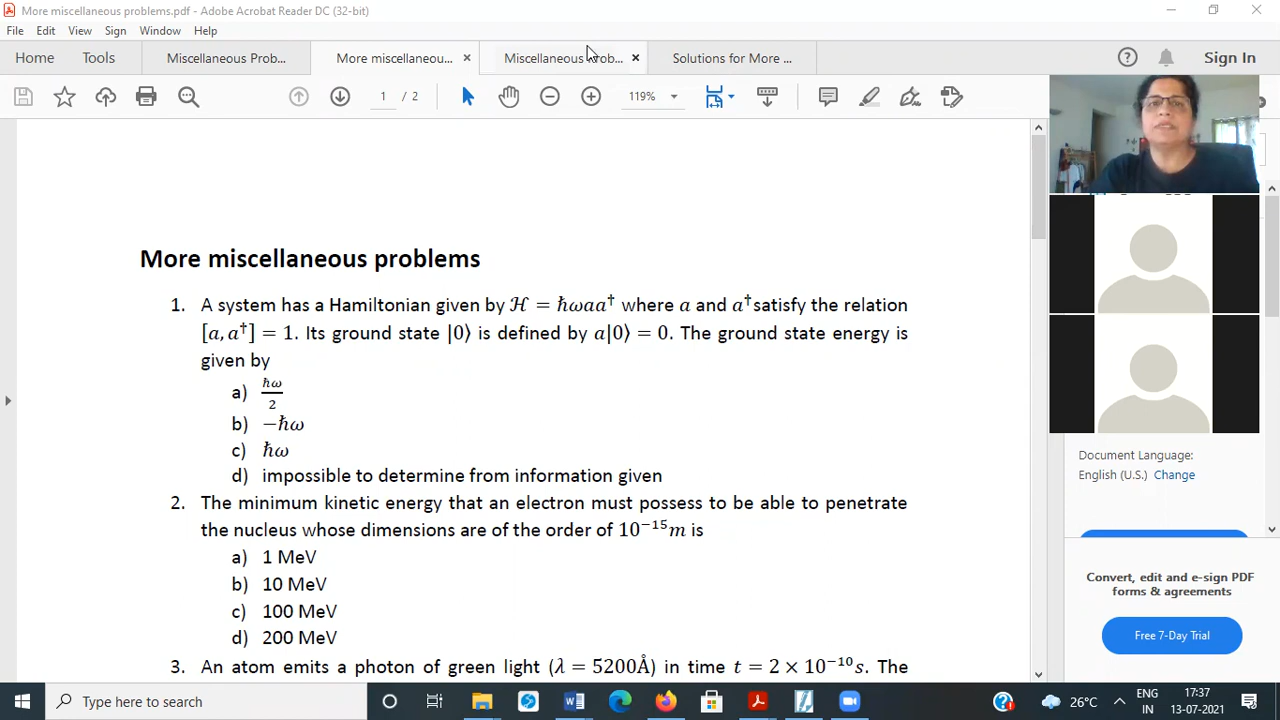 More miscellaneous problems.pdf - Adobe Acrobat Reader DC (32-bit)
File Edit View Sign Window Help
Home Tools Miscellaneous Prob... More miscellaneou... Miscellaneous Prob... Solutions for More ... Sign In
1 / 2 119%
More miscellaneous problems
1. A system has a Hamiltonian given by ℋ = ℏωaa† where a and a† satisfy the relation
[a, a†] = 1. Its ground state |0⟩ is defined by a|0⟩ = 0. The ground state energy is
given by
a) ℏω/2
b) −ℏω
c) ℏω
d) impossible to determine from information given
2. The minimum kinetic energy that an electron must possess to be able to penetrate
the nucleus whose dimensions are of the order of 10⁻¹⁵m is
a) 1 MeV
b) 10 MeV
c) 100 MeV
d) 200 MeV
3. An atom emits a photon of green light (λ = 5200Å) in time t = 2 × 10⁻¹⁰s. The
Document Language:
English (U.S.) Change
Convert, edit and e-sign PDF
forms & agreements
Free 7-Day Trial
Type here to search
26°C
ENG
IN
17:37
13-07-2021